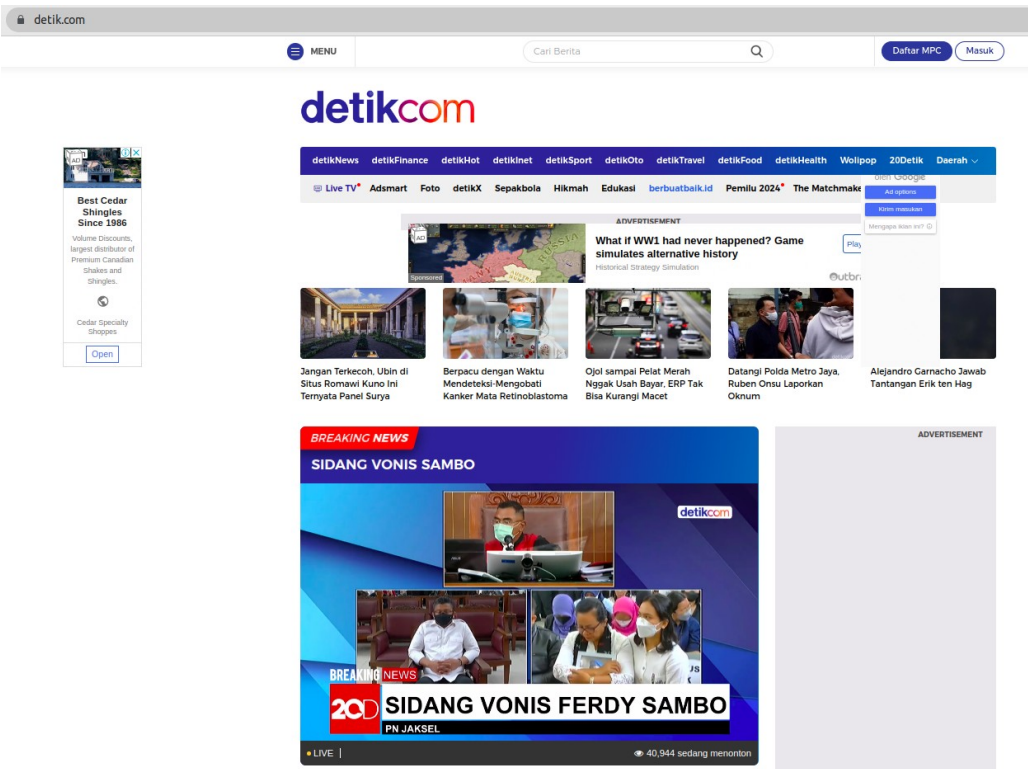 detik.com
MENU
Cari Berita
Daftar MPC
Masuk
detikcom
detikNews detikFinance detikHot detikInet detikSport detikOto detikTravel detikFood detikHealth Wolipop 20Detik Daerah
Live TV Adsmart Foto detikX Sepakbola Hikmah Edukasi berbuatbaik.id Pemilu 2024 The Matchmake
oleh Google
Ad options
Kirim masukan
Mengapa iklan ini?
AD
Best Cedar
Shingles
Since 1986
Volume Discounts,
largest distributor of
Premium Canadian
Shakes and
Shingles.
Cedar Specialty
Shoppes
Open
ADVERTISEMENT
AD
RUSSIA
Sponsored
What if WW1 had never happened? Game
simulates alternative history
Historical Strategy Simulation
Play
Outbra
Jangan Terkecoh, Ubin di
Situs Romawi Kuno Ini
Ternyata Panel Surya
Berpacu dengan Waktu
Mendeteksi-Mengobati
Kanker Mata Retinoblastoma
Ojol sampai Pelat Merah
Nggak Usah Bayar, ERP Tak
Bisa Kurangi Macet
Datangi Polda Metro Jaya,
Ruben Onsu Laporkan
Oknum
Alejandro Garnacho Jawab
Tantangan Erik ten Hag
BREAKING NEWS
SIDANG VONIS SAMBO
detikcom
BREAKING NEWS
20D
SIDANG VONIS FERDY SAMBO
PN JAKSEL
LIVE
40,944 sedang menonton
ADVERTISEMENT